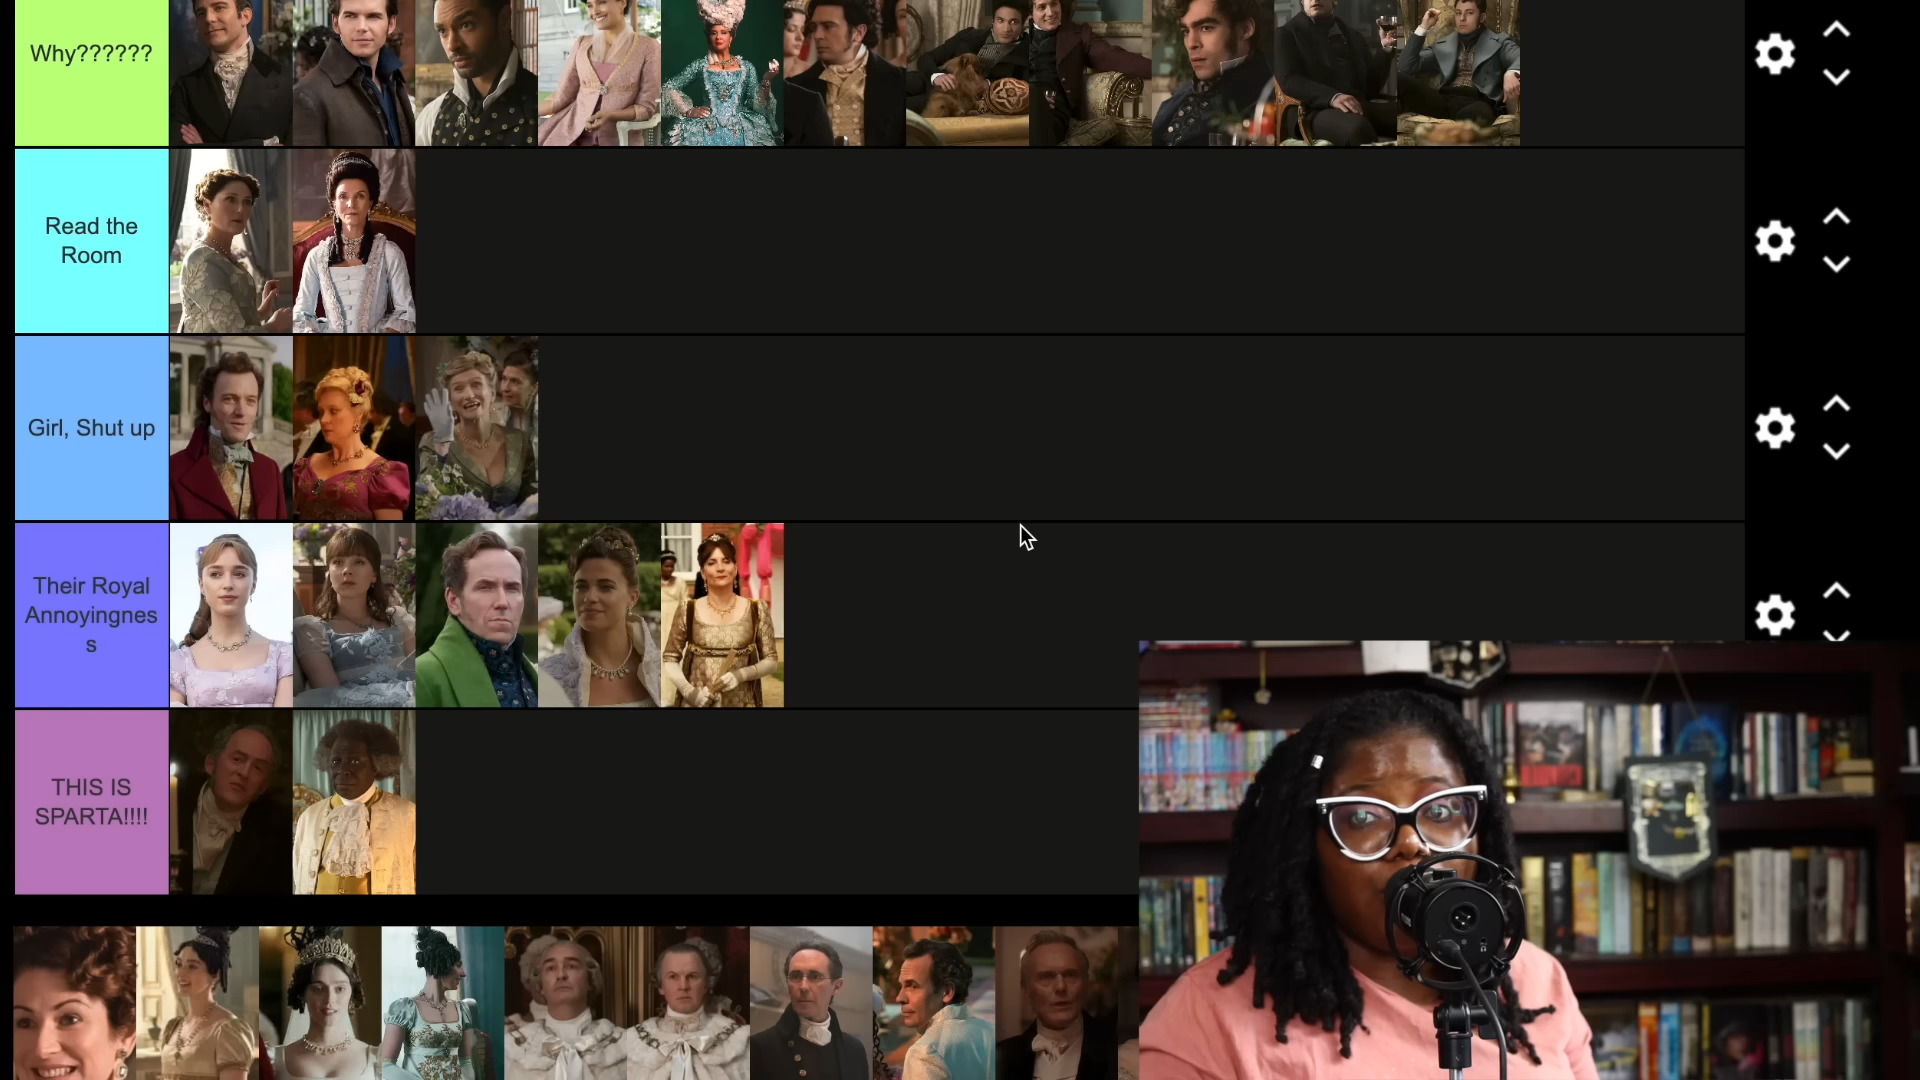 Why??????
Read the
Room
Girl, Shut up
Their Royal
Annoyingnes
s
THIS IS
SPARTA!!!!